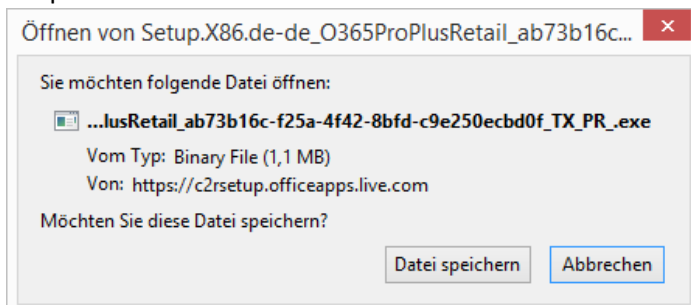 Öffnen von Setup.X86.de-de_O365ProPlusRetail_ab73b16c...
Sie möchten folgende Datei öffnen:
...lusRetail_ab73b16c-f25a-4f42-8bfd-c9e250ecbd0f_TX_PR_.exe
Vom Typ: Binary File (1,1 MB)
Von: https://c2rsetup.officeapps.live.com
Möchten Sie diese Datei speichern?
Datei speichern Abbrechen